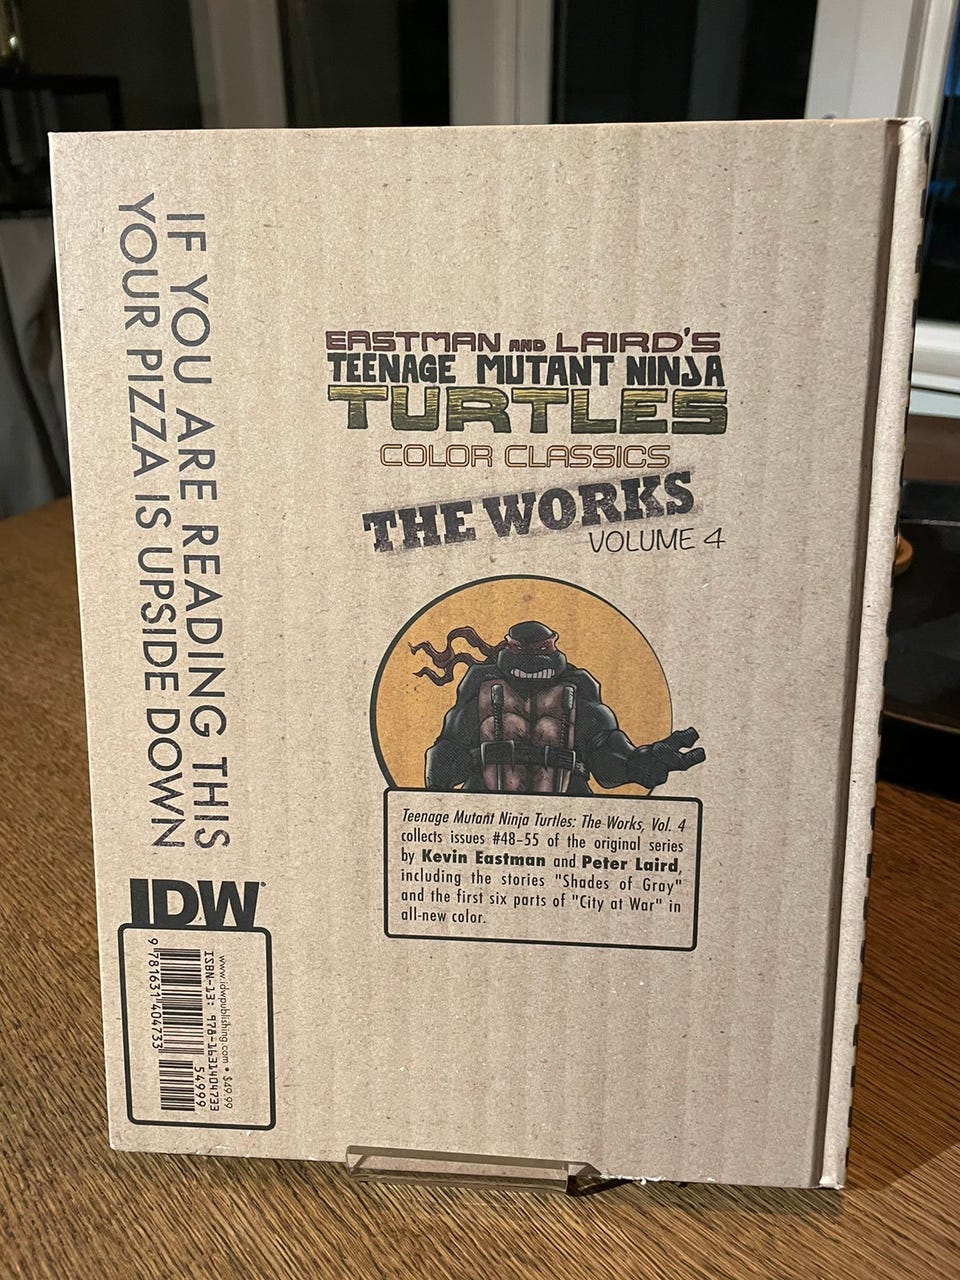 IF YOU ARE READING THIS
YOUR PIZZA IS UPSIDE DOWN
EASTMAN AND LAIRD'S
TEENAGE MUTANT NINJA
TURTLES
COLOR CLASSICS
THE WORKS
VOLUME 4
Teenage Mutant Ninja Turtles: The Works, Vol. 4
collects issues #48-55 of the original series
by Kevin Eastman and Peter Laird,
including the stories "Shades of Gray"
and the first six parts of "City at War" in
all-new color.
IDW
www.idwpublishing.com • $49.99
ISBN-13: 978-1631404733
54999
9 781631 404733